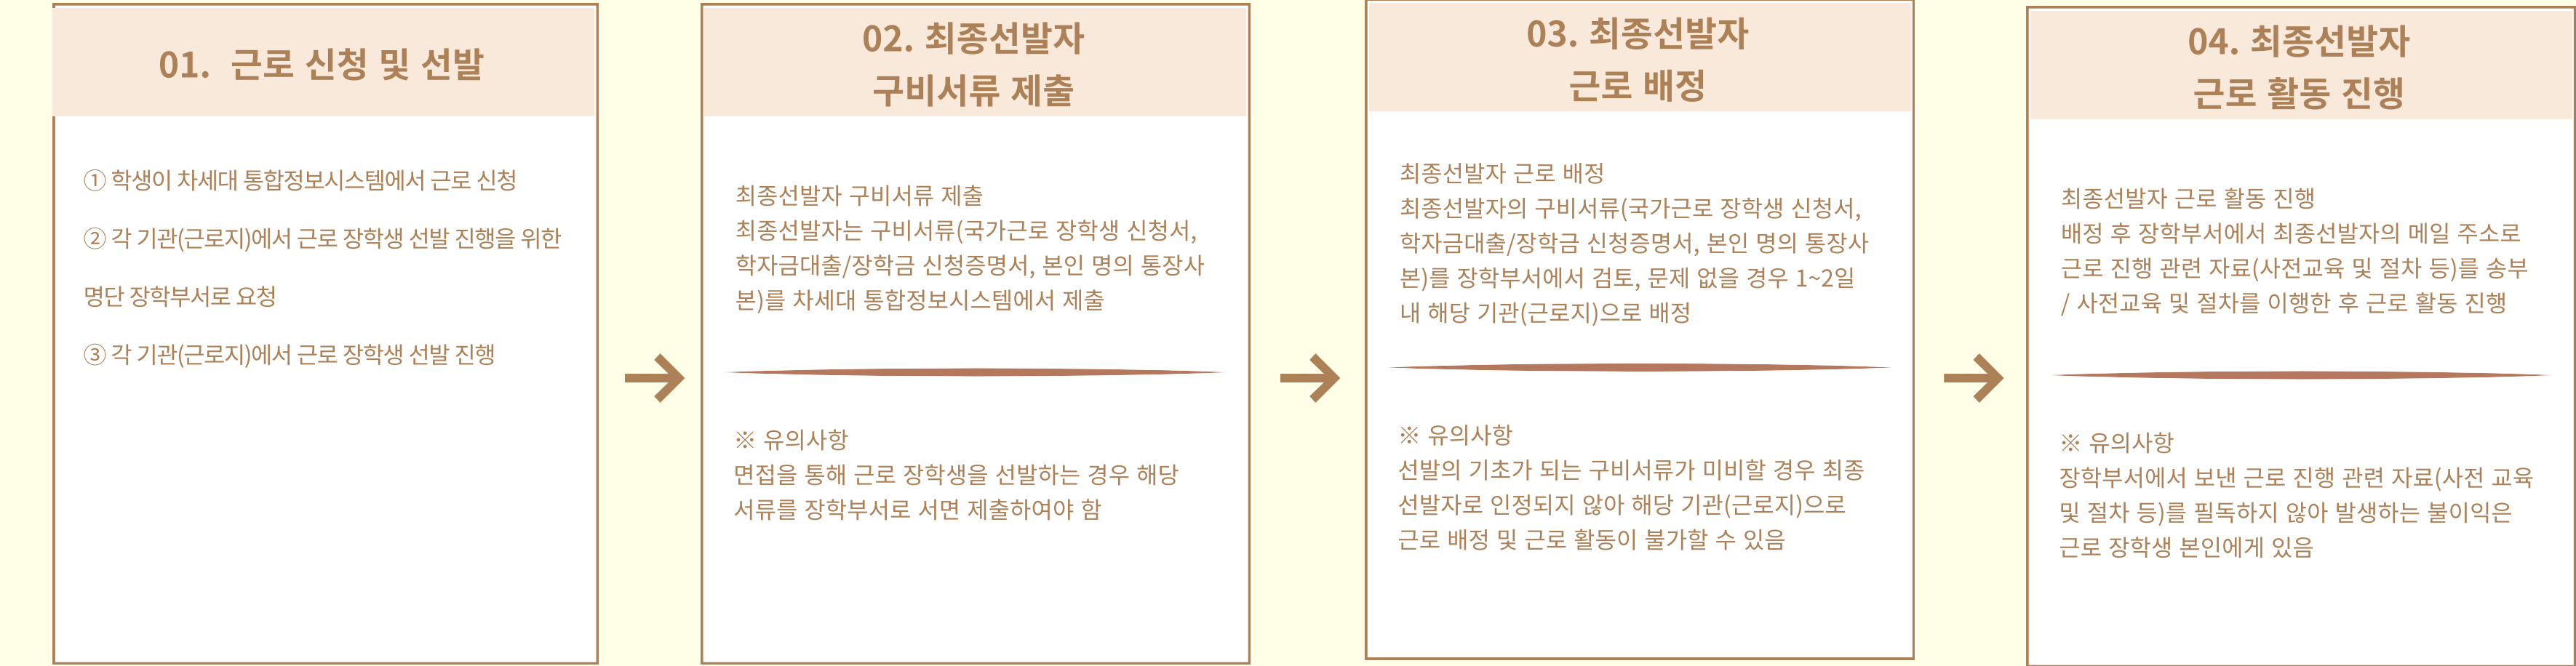 01. 근로 신청 및 선발
① 학생이 차세대 통합정보시스템에서 근로 신청
② 각 기관(근로지)에서 근로 장학생 선발 진행을 위한
명단 장학부서로 요청
③ 각 기관(근로지)에서 근로 장학생 선발 진행
02. 최종선발자
구비서류 제출
최종선발자 구비서류 제출
최종선발자는 구비서류(국가근로 장학생 신청서,
학자금대출/장학금 신청증명서, 본인 명의 통장사
본)를 차세대 통합정보시스템에서 제출
※ 유의사항
면접을 통해 근로 장학생을 선발하는 경우 해당
서류를 장학부서로 서면 제출하여야 함
03. 최종선발자
근로 배정
최종선발자 근로 배정
최종선발자의 구비서류(국가근로 장학생 신청서,
학자금대출/장학금 신청증명서, 본인 명의 통장사
본)를 장학부서에서 검토, 문제 없을 경우 1~2일
내 해당 기관(근로지)으로 배정
※ 유의사항
선발의 기초가 되는 구비서류가 미비할 경우 최종
선발자로 인정되지 않아 해당 기관(근로지)으로
근로 배정 및 근로 활동이 불가할 수 있음
04. 최종선발자
근로 활동 진행
최종선발자 근로 활동 진행
배정 후 장학부서에서 최종선발자의 메일 주소로
근로 진행 관련 자료(사전교육 및 절차 등)를 송부
/ 사전교육 및 절차를 이행한 후 근로 활동 진행
※ 유의사항
장학부서에서 보낸 근로 진행 관련 자료(사전 교육
및 절차 등)를 필독하지 않아 발생하는 불이익은
근로 장학생 본인에게 있음